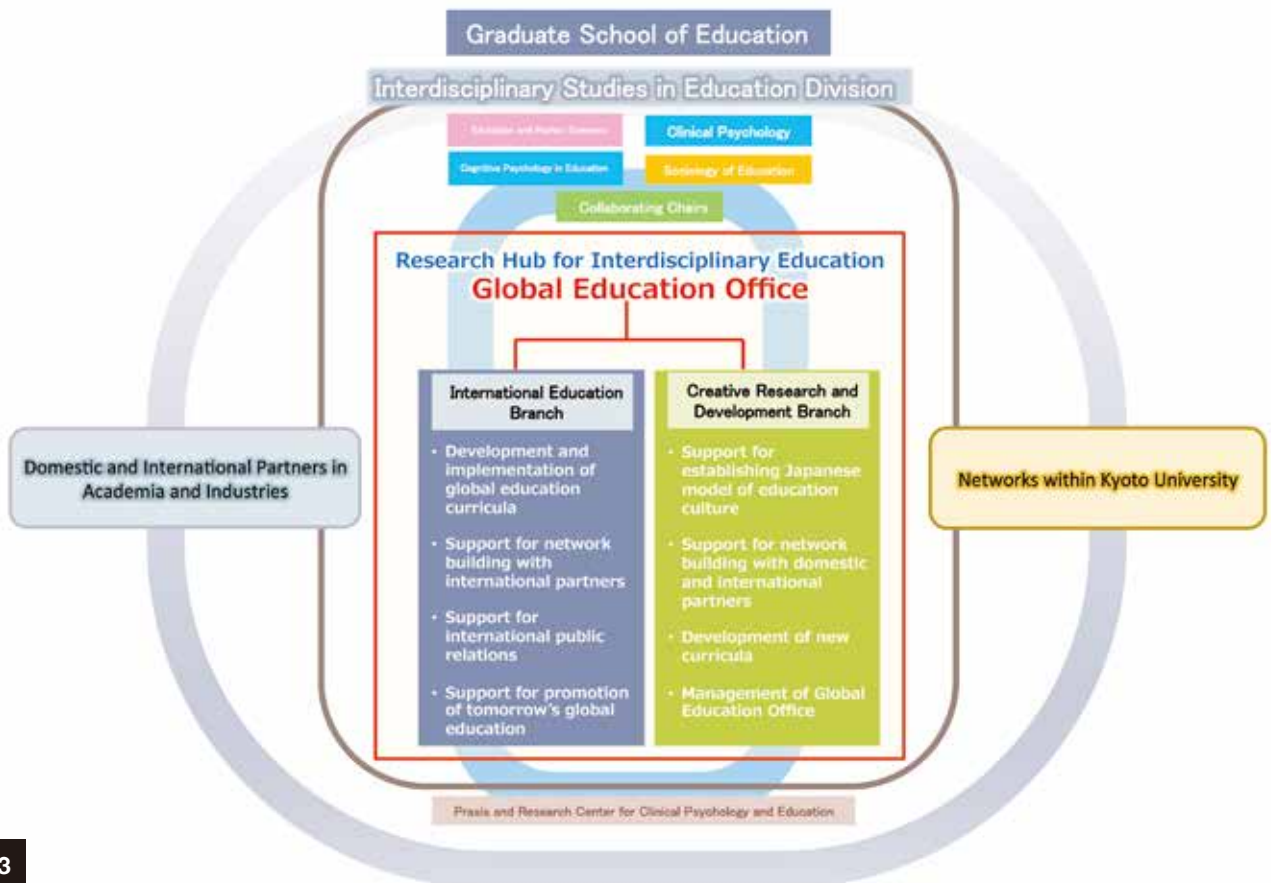 Graduate School of Education
Interdisciplinary Studies in Education Division
Education and Human Sciences
Clinical Psychology
Cognitive Psychology in Education
Sociology of Education
Collaborating Chairs
Research Hub for Interdisciplinary Education
Global Education Office
International Education
Branch
• Development and
implementation of
global education
curricula
• Support for network
building with
international partners
• Support for
international public
relations
• Support for promotion
of tomorrow's global
education
Creative Research and
Development Branch
• Support for
establishing Japanese
model of education
culture
• Support for network
building with domestic
and international
partners
• Development of new
curricula
• Management of Global
Education Office
Domestic and International Partners in
Academia and Industries
Networks within Kyoto University
Praxis and Research Center for Clinical Psychology and Education
3